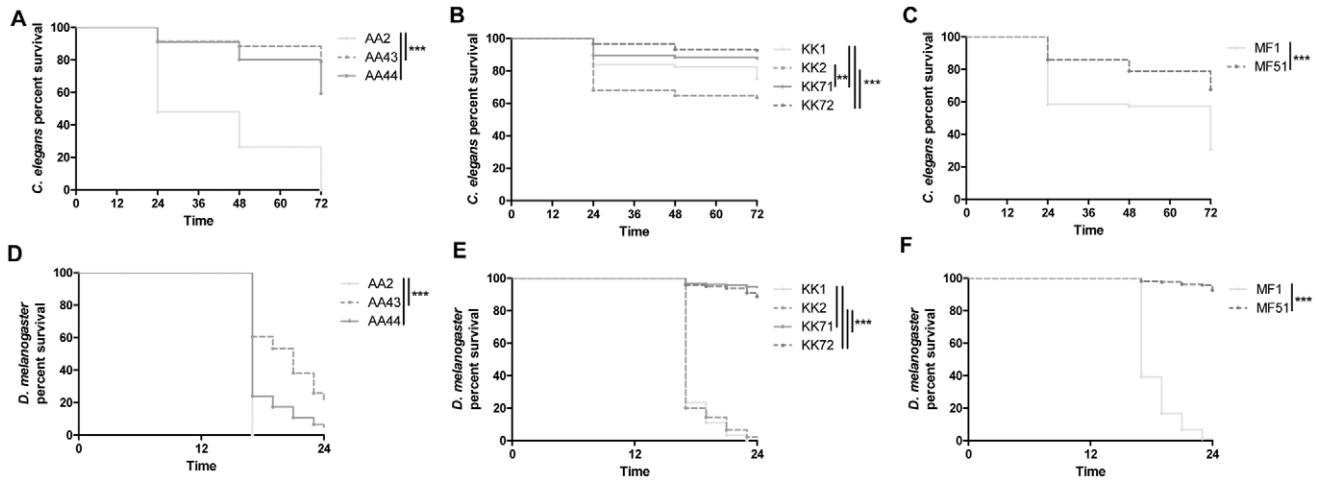 A
C. elegans percent survival
100
80
60
40
20
0
0 12 24 36 48 60 72
Time
AA2
AA43
AA44
***
B
C. elegans percent survival
100
80
60
40
20
0
0 12 24 36 48 60 72
Time
KK1
KK2
KK71
KK72
**
***
C
C. elegans percent survival
100
80
60
40
20
0
0 12 24 36 48 60 72
Time
MF1
MF51
***
D
D. melanogaster
percent survival
100
80
60
40
20
0
0 12 24
Time
AA2
AA43
AA44
***
E
D. melanogaster
percent survival
100
80
60
40
20
0
0 12 24
Time
KK1
KK2
KK71
KK72
***
F
D. melanogaster
percent survival
100
80
60
40
20
0
0 12 24
Time
MF1
MF51
***